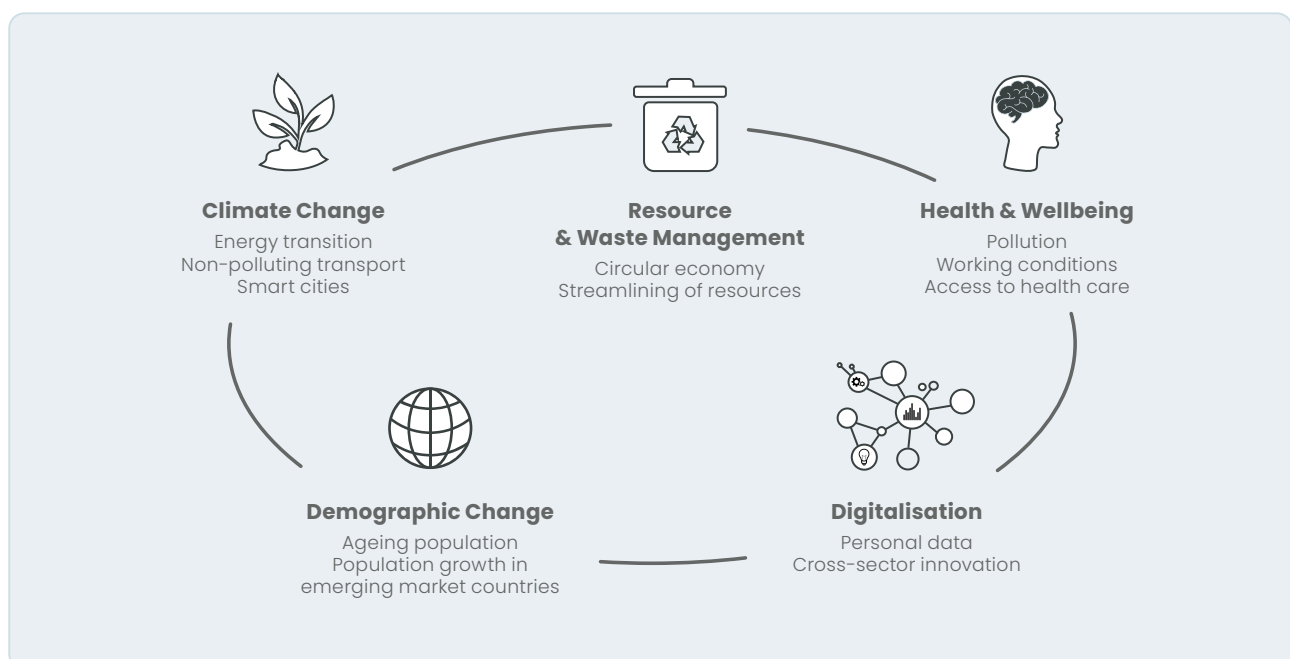 Climate Change
Energy transition
Non-polluting transport
Smart cities
Resource
& Waste Management
Circular economy
Streamlining of resources
Health & Wellbeing
Pollution
Working conditions
Access to health care
Demographic Change
Ageing population
Population growth in
emerging market countries
Digitalisation
Personal data
Cross-sector innovation